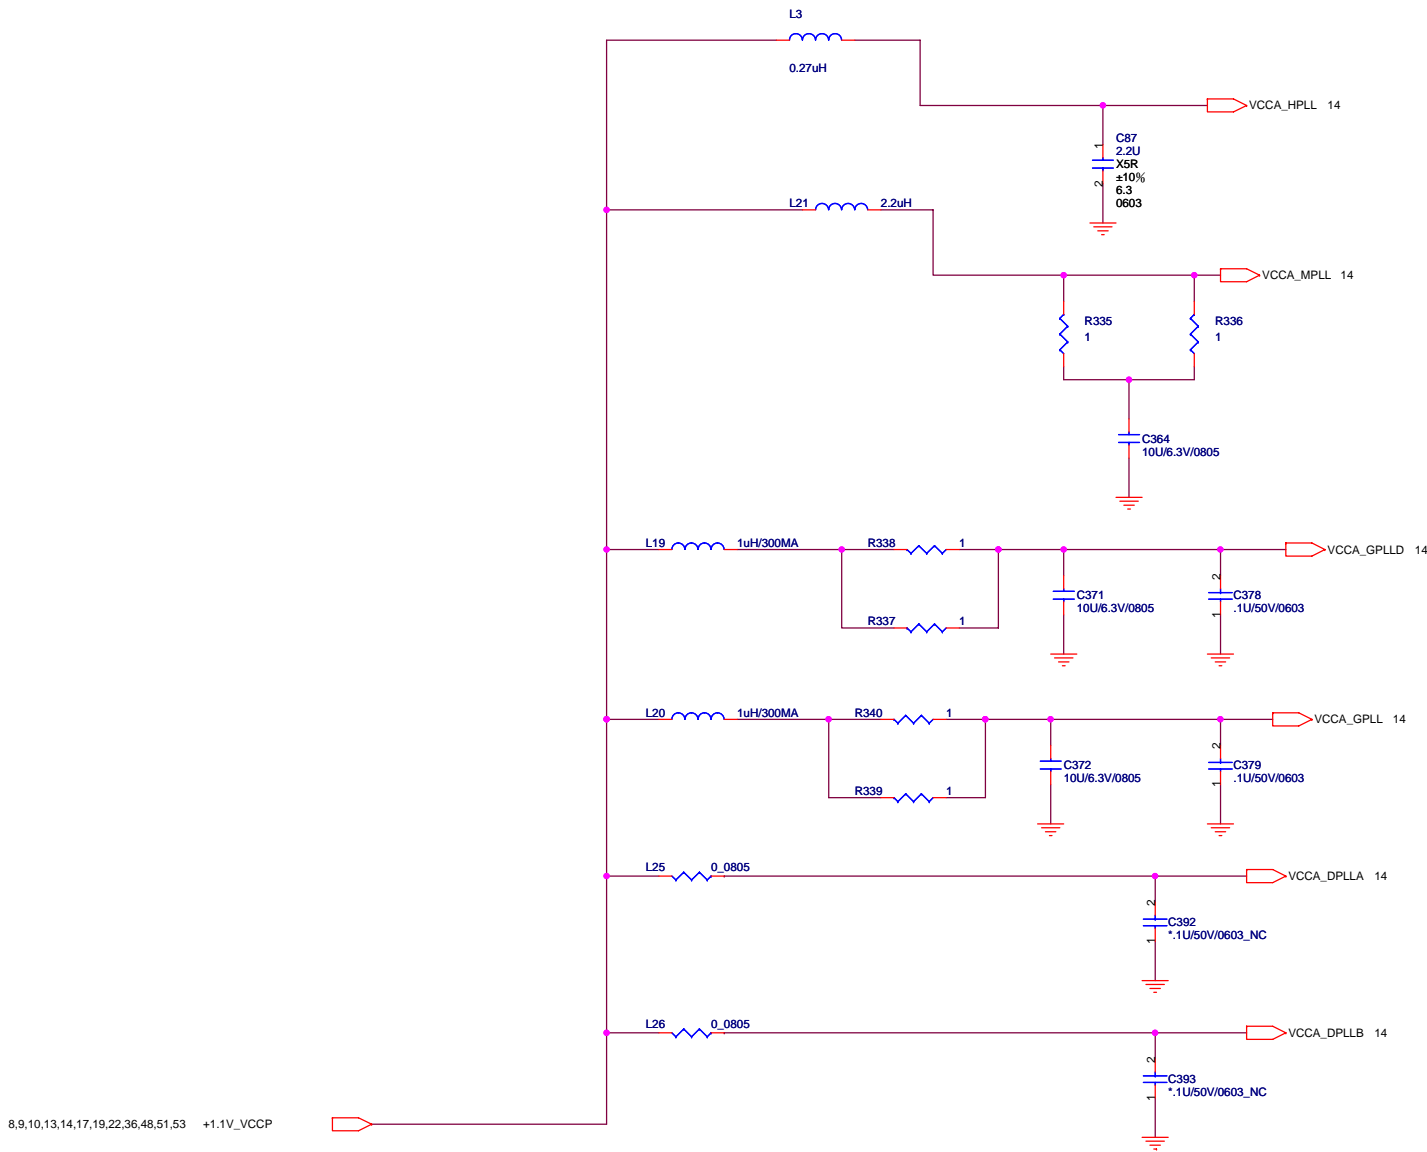 L3
0.27uH
VCCA_HPLL 14
1
C87
2.2U
X5R
±10%
6.3
0603
2
L21 2.2uH
VCCA_MPLL 14
R335
1
R336
1
C364
10U/6.3V/0805
L19 1uH/300MA R338 1
VCCA_GPLLD 14
2
C371
10U/6.3V/0805
C378
.1U/50V/0603
1
R337 1
L20 1uH/300MA R340 1
VCCA_GPLL 14
2
C372
10U/6.3V/0805
C379
.1U/50V/0603
1
R339 1
L25 0_0805
VCCA_DPLLA 14
2
C392
*.1U/50V/0603_NC
1
L26 0_0805
VCCA_DPLLB 14
2
C393
*.1U/50V/0603_NC
1
8,9,10,13,14,17,19,22,36,48,51,53 +1.1V_VCCP